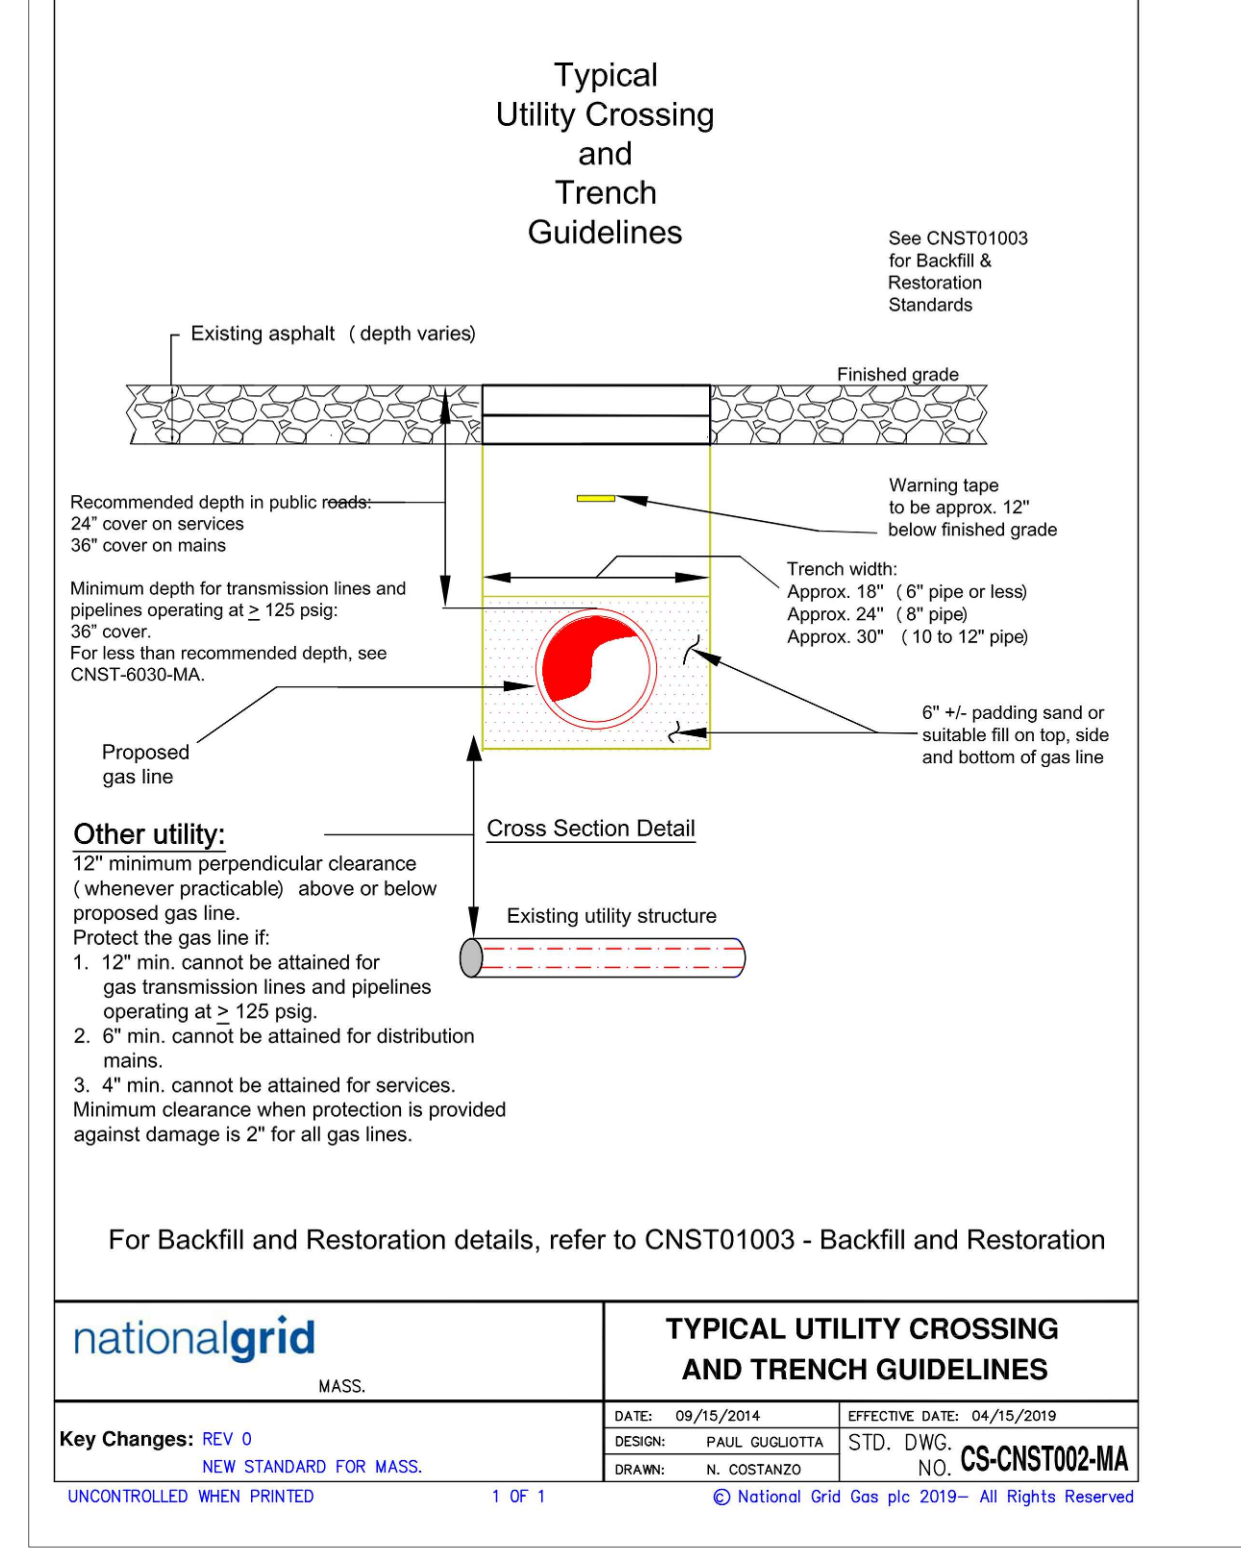 Typical
Utility Crossing
and
Trench
Guidelines
See CNST01003
for Backfill &
Restoration
Standards
Existing asphalt ( depth varies)
Finished grade
Recommended depth in public roads:
24” cover on services
36" cover on mains
Warning tape
to be approx. 12"
below finished grade
Minimum depth for transmission lines and
pipelines operating at ≥ 125 psig:
36” cover.
For less than recommended depth, see
CNST-6030-MA.
Trench width:
Approx. 18" ( 6" pipe or less)
Approx. 24" ( 8" pipe)
Approx. 30" ( 10 to 12" pipe)
6" +/- padding sand or
suitable fill on top, side
and bottom of gas line
Proposed
gas line
Cross Section Detail
Other utility:
12" minimum perpendicular clearance
( whenever practicable) above or below
proposed gas line.
Protect the gas line if:
1. 12" min. cannot be attained for
gas transmission lines and pipelines
operating at ≥ 125 psig.
2. 6" min. cannot be attained for distribution
mains.
3. 4" min. cannot be attained for services.
Minimum clearance when protection is provided
against damage is 2" for all gas lines.
Existing utility structure
For Backfill and Restoration details, refer to CNST01003 - Backfill and Restoration
nationalgrid
MASS.
TYPICAL UTILITY CROSSING
AND TRENCH GUIDELINES
Key Changes: REV 0
NEW STANDARD FOR MASS.
DATE: 09/15/2014
EFFECTIVE DATE: 04/15/2019
DESIGN: PAUL GUGLIOTTA
DRAWN: N. COSTANZO
STD. DWG.
NO. CS-CNST002-MA
UNCONTROLLED WHEN PRINTED
1 OF 1
© National Grid Gas plc 2019– All Rights Reserved